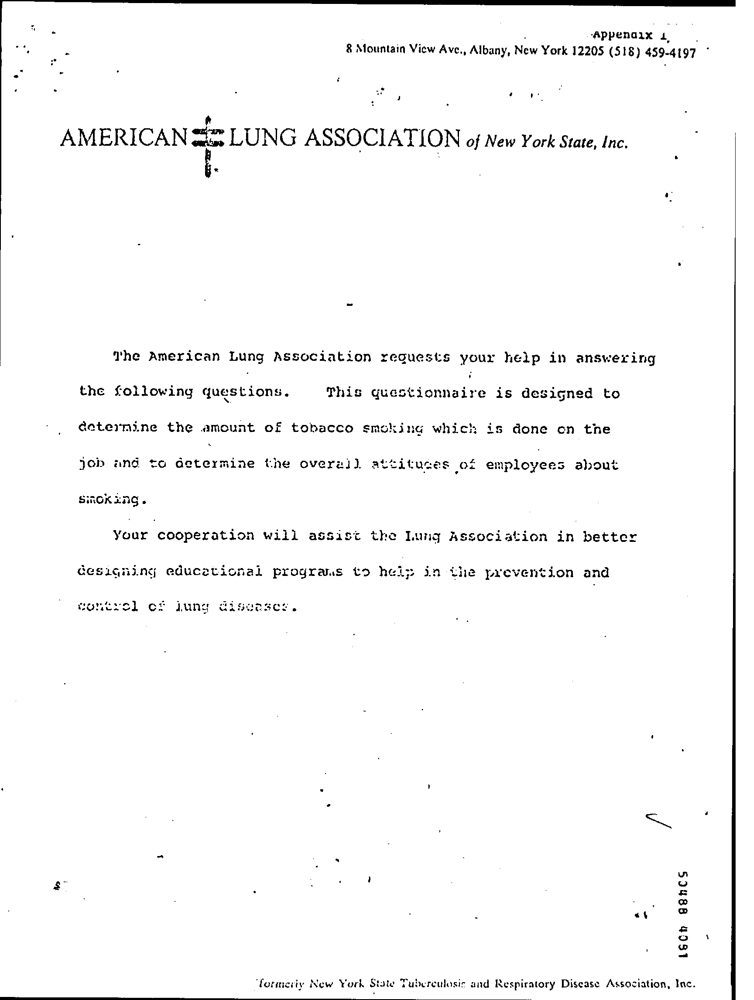 Appendix 1
8 Mountain View Ave., Albany, New York 12205 (518) 459-4197
AMERICAN LUNG ASSOCIATION of New York State, Inc.
The American Lung Association requests your help in answering
the following questions. This questionnaire is designed to
determine the amount of tobacco smoking which is done on the
job and to determine the overall attitudes of employees about
smoking.
Your cooperation will assist the Lung Association in better
designing educational programs to help in the prevention and
control of lung diseases.
50488 4091
formerly New York State Tuberculosis and Respiratory Disease Association, Inc.